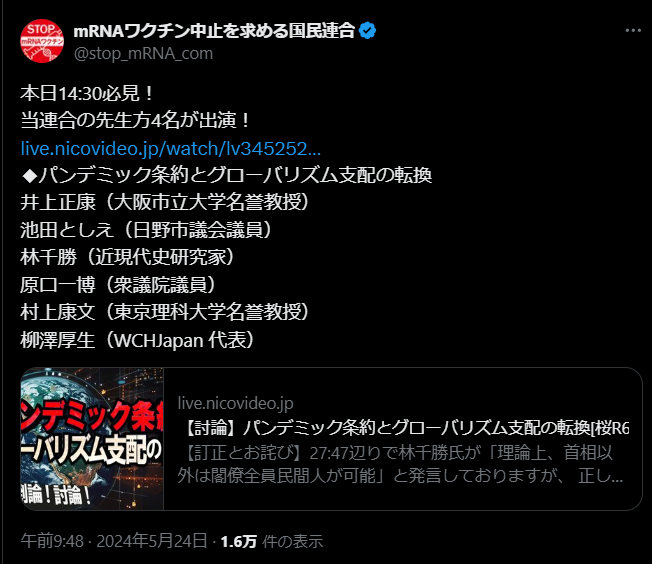 STOP
mRNAワクチン
mRNAワクチン中止を求める国民連合
@stop_mRNA_com
本日14:30必見！
当連合の先生方4名が出演！
live.nicovideo.jp/watch/lv345252...
◆パンデミック条約とグローバリズム支配の転換
井上正康（大阪市立大学名誉教授）
池田としえ（日野市議会議員）
林千勝（近現代史研究家）
原口一博（衆議院議員）
村上康文（東京理科大学名誉教授）
柳澤厚生（WCHJapan 代表）
ンデミック条
ーバリズム支配の
討論！討論！
live.nicovideo.jp
【討論】パンデミック条約とグローバリズム支配の転換[桜R6
【訂正とお詫び】27:47辺りで林千勝氏が「理論上、首相以
外は閣僚全員民間人が可能」と発言しておりますが、 正し...
午前9:48 · 2024年5月24日 · 1.6万 件の表示